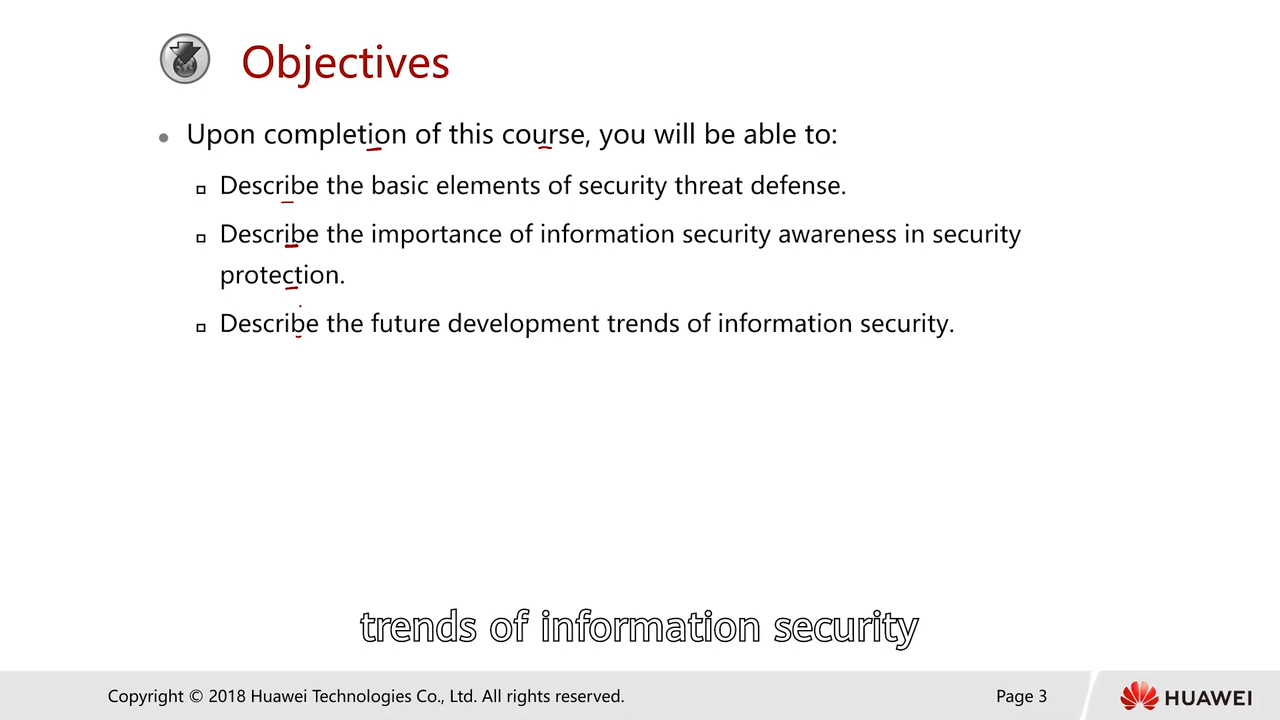 Objectives
Upon completion of this course, you will be able to:
Describe the basic elements of security threat defense.
Describe the importance of information security awareness in security
protection.
Describe the future development trends of information security.
trends of information security
Copyright © 2018 Huawei Technologies Co., Ltd. All rights reserved.
Page 3
HUAWEI